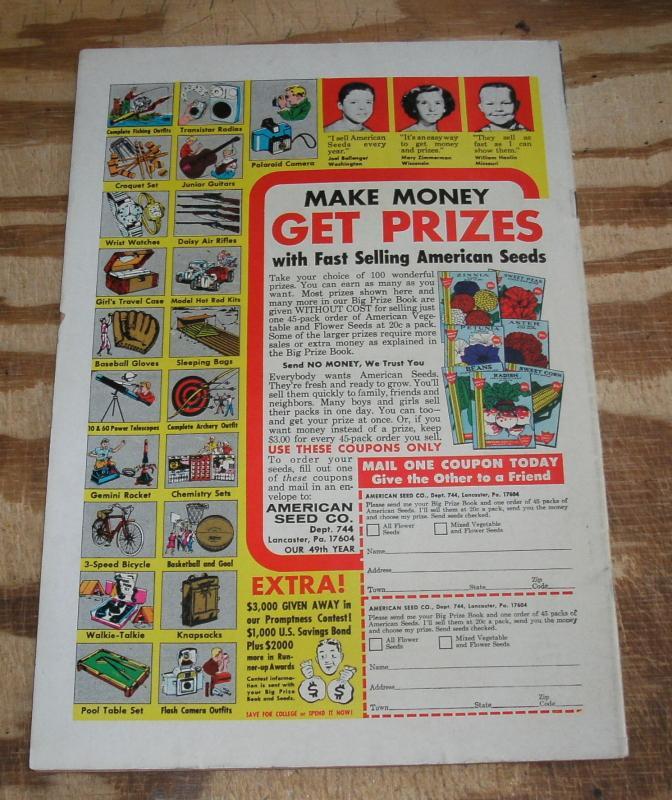 Complete Fishing Outfits
Transistor Radios
Polaroid Camera
"I sell American
Seeds every
year."
Joel Ballenger
Washington
"It's an easy way
to get money
and prizes."
Mary Zimmerman
Wisconsin
"They sell as
fast as I can
show them."
William Heslin
Missouri
Croquet Set
Junior Guitars
Wrist Watches
Daisy Air Rifles
Girl's Travel Case
Model Hot Rod Kits
Baseball Gloves
Sleeping Bags
10 & 60 Power Telescopes
Complete Archery Outfit
Gemini Rocket
Chemistry Sets
3-Speed Bicycle
Basketball and Goal
Walkie-Talkie
Knapsacks
Pool Table Set
Flash Camera Outfits
MAKE MONEY
GET PRIZES
with Fast Selling American Seeds
Take your choice of 100 wonderful
prizes. You can earn as many as you
want. Most prizes shown here and
many more in our Big Prize Book are
given WITHOUT COST for selling just
one 45-pack order of American Vege-
table and Flower Seeds at 20c a pack.
Some of the larger prizes require more
sales or extra money as explained in
the Big Prize Book.
Send NO MONEY, We Trust You
Everybody wants American Seeds.
They're fresh and ready to grow. You'll
sell them quickly to family, friends and
neighbors. Many boys and girls sell
their packs in one day. You can too—
and get your prize at once. Or, if you
want money instead of a prize, keep
$3.00 for every 45-pack order you sell.
ZINNIA
SWEET PEAS
PETUNIA
ASTER
BEANS
RADISH
SWEET CORN
USE THESE COUPONS ONLY
To order your
seeds, fill out one
of these coupons
and mail in an en-
velope to:
AMERICAN
SEED CO.
Dept. 744
Lancaster, Pa. 17604
OUR 49th YEAR
MAIL ONE COUPON TODAY
Give the Other to a Friend
AMERICAN SEED CO., Dept. 744, Lancaster, Pa. 17604
Please send me your Big Prize Book and one order of 45 packs of
American Seeds. I'll sell them at 20c a pack, send you the money
and choose my prize. Send seeds checked.
All Flower
Seeds
Mixed Vegetable
and Flower Seeds
Name
Address
Town State Zip Code
AMERICAN SEED CO., Dept. 744, Lancaster, Pa. 17604
Please send me your Big Prize Book and one order of 45 packs of
American Seeds. I'll sell them at 20c a pack, send you the money
and choose my prize. Send seeds checked.
All Flower
Seeds
Mixed Vegetable
and Flower Seeds
Name
Address
Town State Zip Code
EXTRA!
$3,000 GIVEN AWAY in
our Promptness Contest!
$1,000 U.S. Savings Bond
Plus $2000
more in Run-
ner-up Awards
Contest informa-
tion is sent with
your Big Prize
Book and Seeds.
$ $
SAVE FOR COLLEGE or SPEND IT NOW!